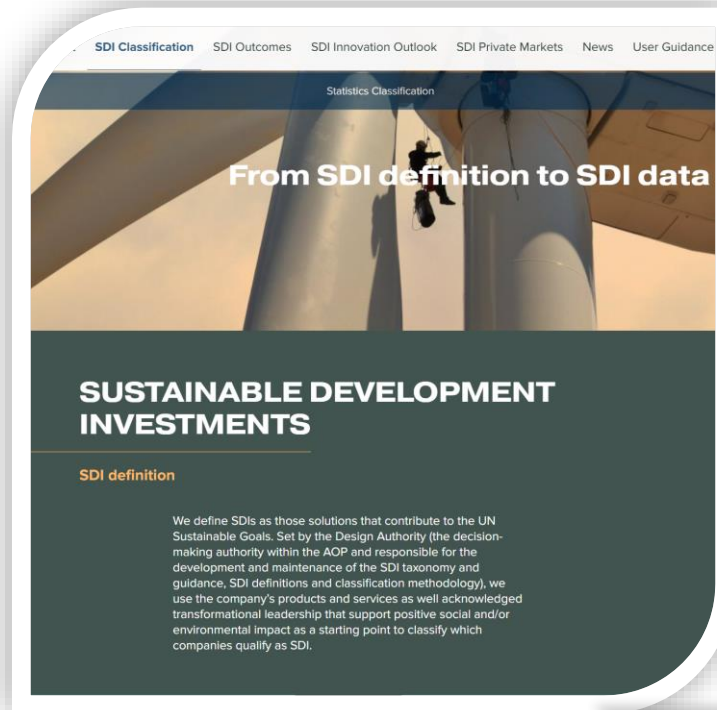 SDI Classification SDI Outcomes SDI Innovation Outlook SDI Private Markets News User Guidance
Statistics Classification
From SDI definition to SDI data
SUSTAINABLE DEVELOPMENT
INVESTMENTS
SDI definition
We define SDIs as those solutions that contribute to the UN
Sustainable Goals. Set by the Design Authority (the decision-
making authority within the AOP and responsible for the
development and maintenance of the SDI taxonomy and
guidance, SDI definitions and classification methodology), we
use the company's products and services as well acknowledged
transformational leadership that support positive social and/or
environmental impact as a starting point to classify which
companies qualify as SDI.